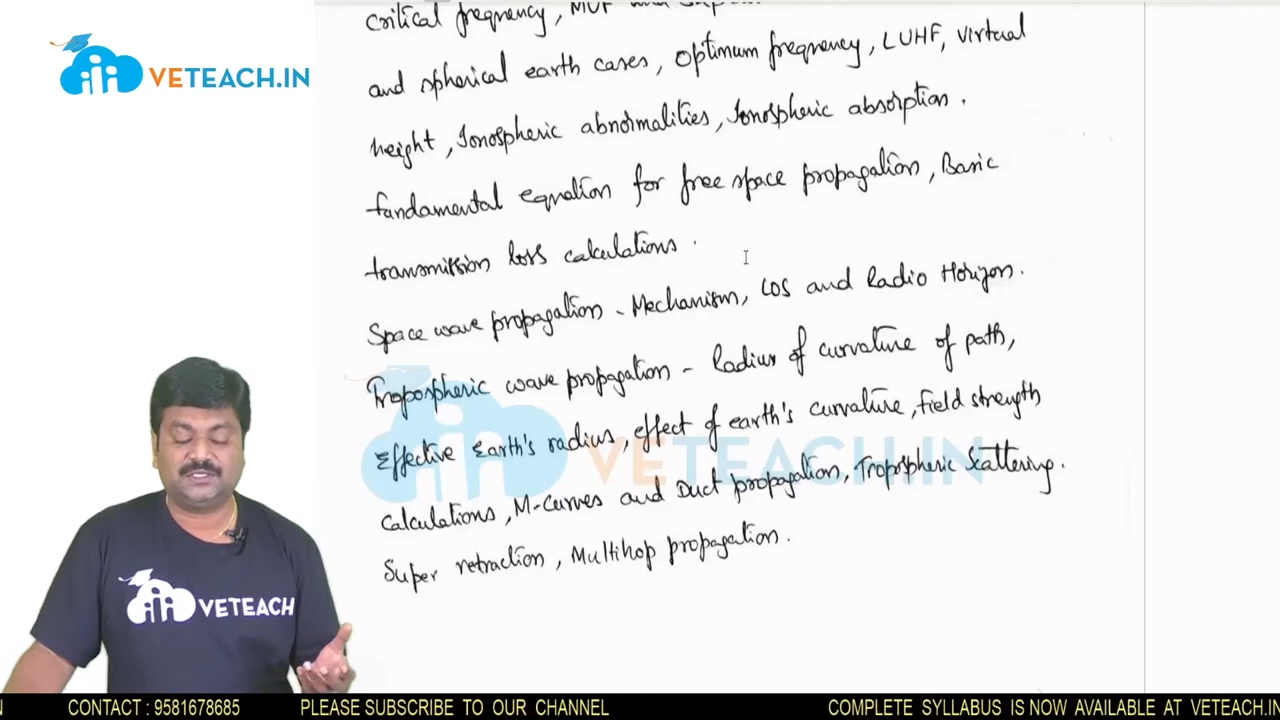 critical frequency, MUF and
and spherical earth cases, optimum frequency, LUHF, virtual
height, Ionospheric abnormalities, Ionospheric absorption.
fundamental equation for free space propagation, Basic
transmission loss calculations.
Space wave propagation - Mechanism, LOS and Radio Horizon.
Tropospheric wave propagation - Radius of curvature of path,
Effective Earth's radius, effect of earth's curvature, field strength
calculations, M-curves and Duct propagation, Tropospheric Scattering.
Super retraction, Multihop propagation.
VETEACH.IN
VETEACH.IN
VETEACH
N CONTACT : 9581678685 PLEASE SUBSCRIBE TO OUR CHANNEL COMPLETE SYLLABUS IS NOW AVAILABLE AT VETEACH.IN